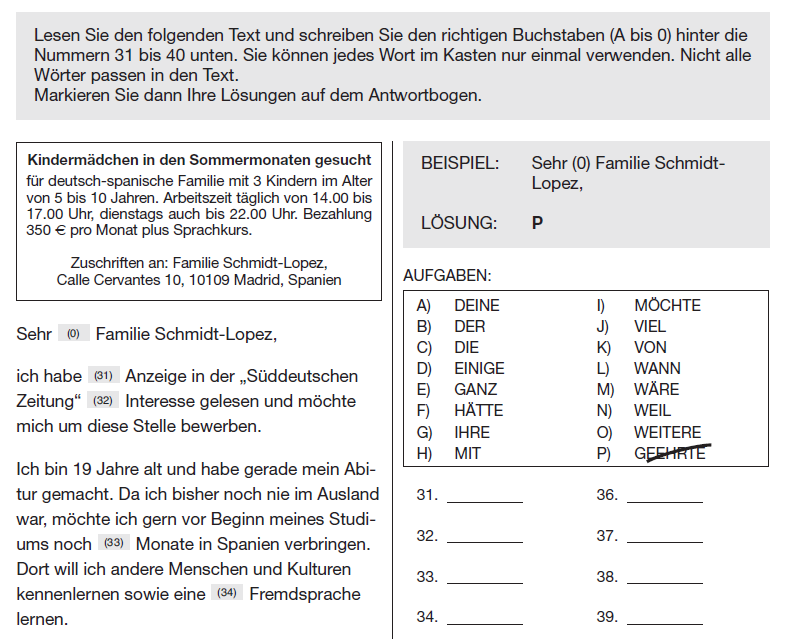 Lesen Sie den folgenden Text und schreiben Sie den richtigen Buchstaben (A bis 0) hinter die
Nummern 31 bis 40 unten. Sie können jedes Wort im Kasten nur einmal verwenden. Nicht alle
Wörter passen in den Text.
Markieren Sie dann Ihre Lösungen auf dem Antwortbogen.
Kindermädchen in den Sommermonaten gesucht
für deutsch-spanische Familie mit 3 Kindern im Alter
von 5 bis 10 Jahren. Arbeitszeit täglich von 14.00 bis
17.00 Uhr, dienstags auch bis 22.00 Uhr. Bezahlung
350 € pro Monat plus Sprachkurs.
Zuschriften an: Familie Schmidt-Lopez,
Calle Cervantes 10, 10109 Madrid, Spanien
Sehr (0) Familie Schmidt-Lopez,
ich habe (31) Anzeige in der „Süddeutschen
Zeitung“ (32) Interesse gelesen und möchte
mich um diese Stelle bewerben.
Ich bin 19 Jahre alt und habe gerade mein Abi-
tur gemacht. Da ich bisher noch nie im Ausland
war, möchte ich gern vor Beginn meines Studi-
ums noch (33) Monate in Spanien verbringen.
Dort will ich andere Menschen und Kulturen
kennenlernen sowie eine (34) Fremdsprache
lernen.
BEISPIEL: Sehr (0) Familie Schmidt-
Lopez,
LÖSUNG: P
AUFGABEN:
A) DEINE
B) DER
C) DIE
D) EINIGE
E) GANZ
F) HÄTTE
G) IHRE
H) MIT
I) MÖCHTE
J) VIEL
K) VON
L) WANN
M) WÄRE
N) WEIL
O) WEITERE
P) GEEHRTE
31. ________ 36. ________
32. ________ 37. ________
33. ________ 38. ________
34. ________ 39. ________